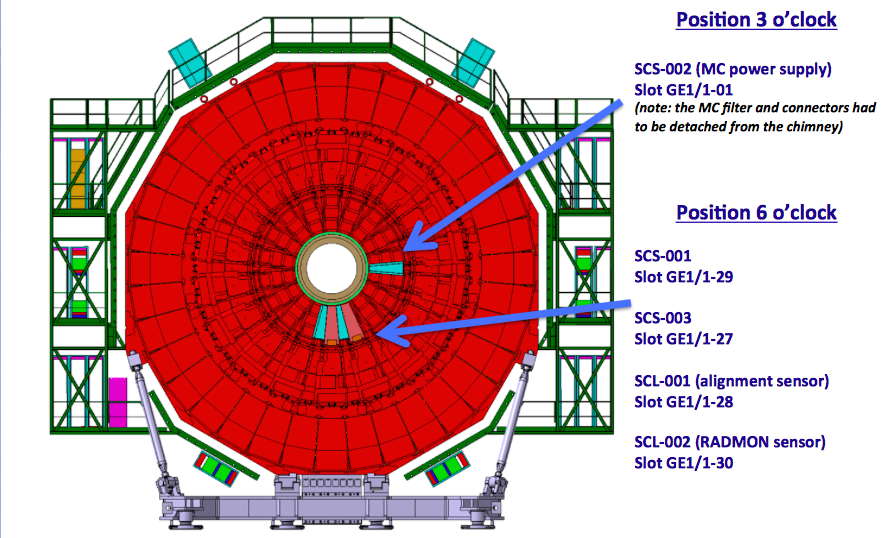 Position 3 o’clock
SCS-002 (MC power supply)
Slot GE1/1-01
(note: the MC filter and connectors had
to be detached from the chimney)
Position 6 o’clock
SCS-001
Slot GE1/1-29
SCS-003
Slot GE1/1-27
SCL-001 (alignment sensor)
Slot GE1/1-28
SCL-002 (RADMON sensor)
Slot GE1/1-30